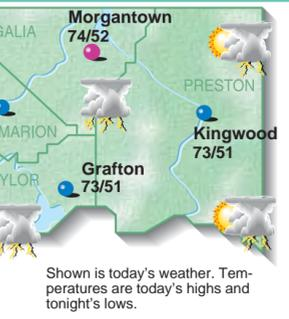 Morgantown
74/52
GALIA
PRESTON
MARION
Kingwood
73/51
Grafton
73/51
YLOR
Shown is today's weather. Tem-
peratures are today's highs and
tonight's lows.